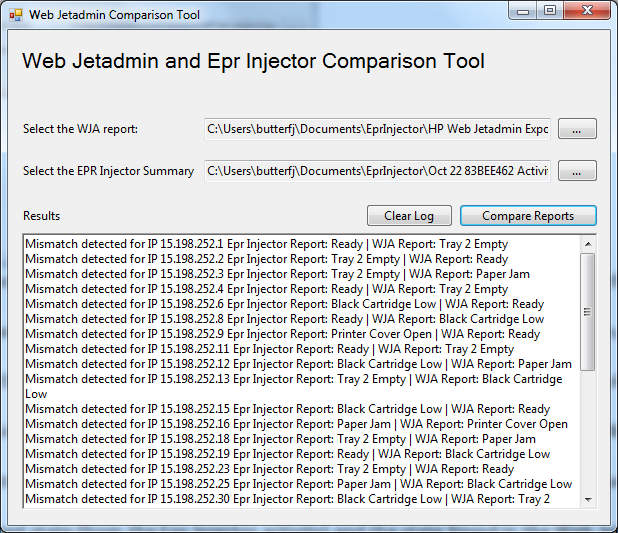 Web Jetadmin Comparison Tool
Web Jetadmin and Epr Injector Comparison Tool
Select the WJA report:
C:\Users\butterfj\Documents\EprInjector\HP Web Jetadmin Expo
...
Select the EPR Injector Summary
C:\Users\butterfj\Documents\EprInjector\Oct 22 83BEE462 Activi
...
Results
Clear Log
Compare Reports
Mismatch detected for IP 15.198.252.1 Epr Injector Report: Ready | WJA Report: Tray 2 Empty
Mismatch detected for IP 15.198.252.2 Epr Injector Report: Tray 2 Empty | WJA Report: Ready
Mismatch detected for IP 15.198.252.3 Epr Injector Report: Tray 2 Empty | WJA Report: Paper Jam
Mismatch detected for IP 15.198.252.4 Epr Injector Report: Ready | WJA Report: Tray 2 Empty
Mismatch detected for IP 15.198.252.6 Epr Injector Report: Black Cartridge Low | WJA Report: Ready
Mismatch detected for IP 15.198.252.8 Epr Injector Report: Ready | WJA Report: Black Cartridge Low
Mismatch detected for IP 15.198.252.9 Epr Injector Report: Printer Cover Open | WJA Report: Ready
Mismatch detected for IP 15.198.252.11 Epr Injector Report: Ready | WJA Report: Tray 2 Empty
Mismatch detected for IP 15.198.252.12 Epr Injector Report: Black Cartridge Low | WJA Report: Paper Jam
Mismatch detected for IP 15.198.252.13 Epr Injector Report: Tray 2 Empty | WJA Report: Black Cartridge
Low
Mismatch detected for IP 15.198.252.15 Epr Injector Report: Black Cartridge Low | WJA Report: Ready
Mismatch detected for IP 15.198.252.16 Epr Injector Report: Paper Jam | WJA Report: Printer Cover Open
Mismatch detected for IP 15.198.252.18 Epr Injector Report: Tray 2 Empty | WJA Report: Paper Jam
Mismatch detected for IP 15.198.252.19 Epr Injector Report: Ready | WJA Report: Black Cartridge Low
Mismatch detected for IP 15.198.252.23 Epr Injector Report: Tray 2 Empty | WJA Report: Ready
Mismatch detected for IP 15.198.252.25 Epr Injector Report: Paper Jam | WJA Report: Black Cartridge Low
Mismatch detected for IP 15.198.252.30 Epr Injector Report: Black Cartridge Low | WJA Report: Tray 2